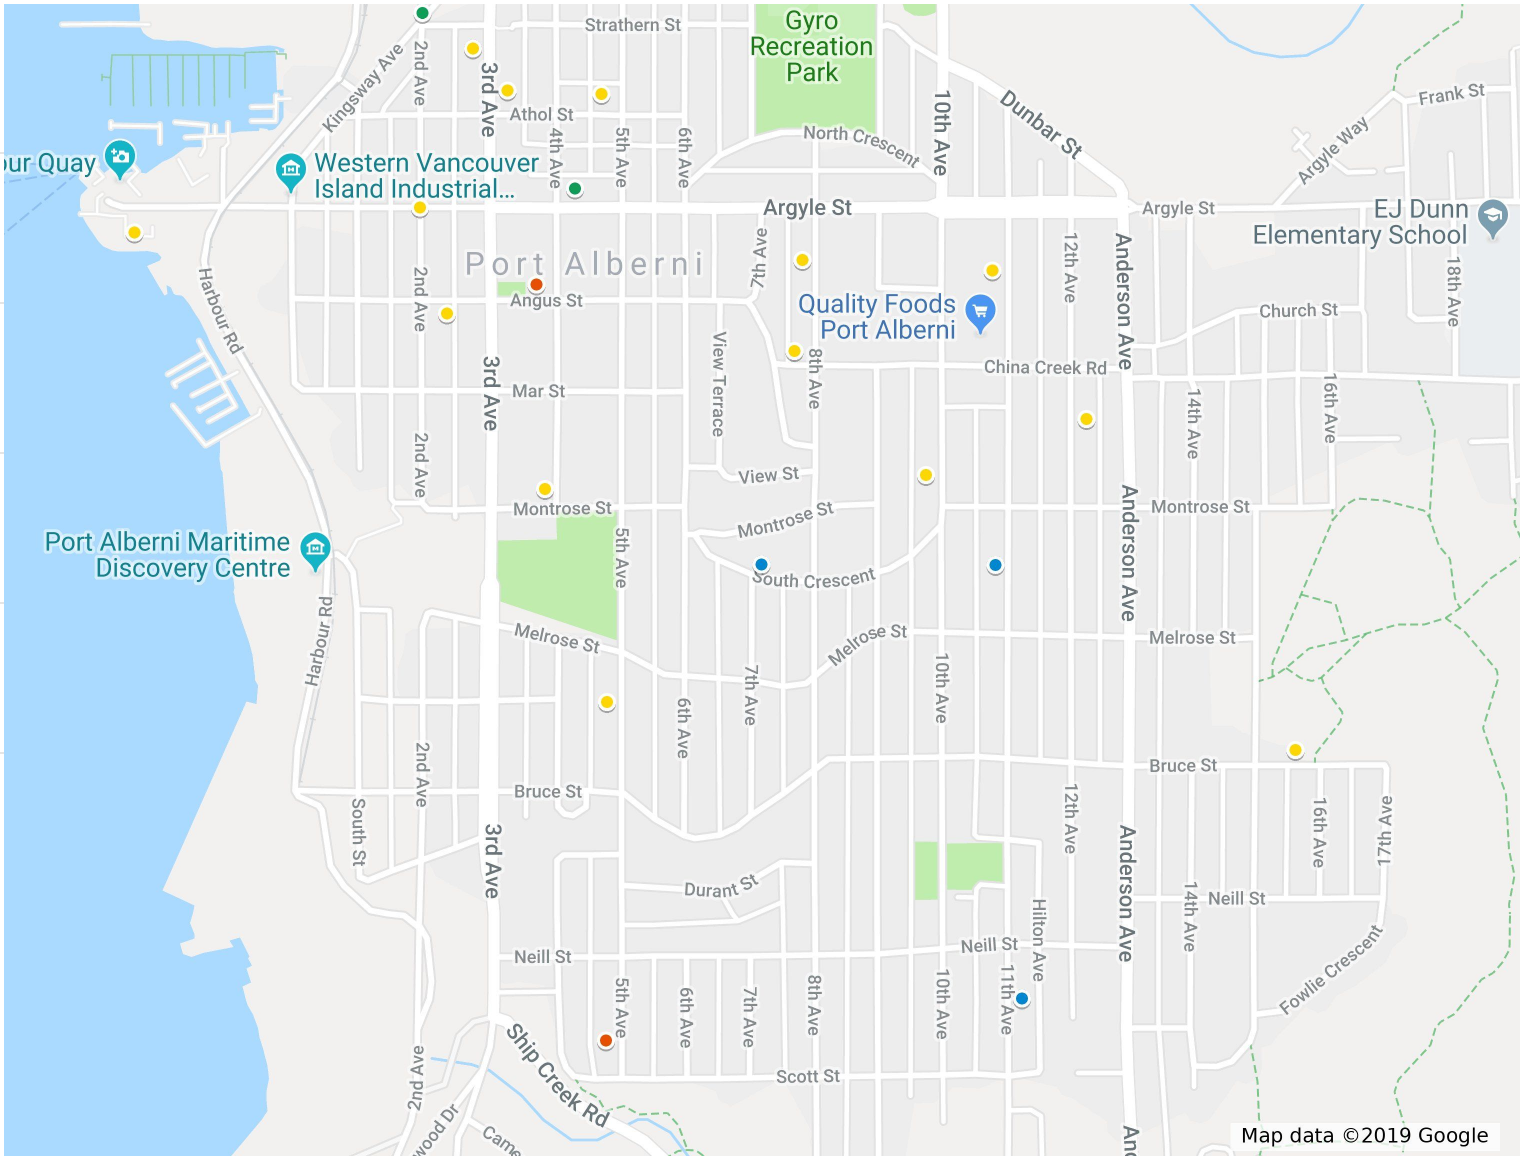 Strathern St
Gyro
Recreation
Park
Kingsway Ave
2nd Ave
3rd Ave
Athol St
4th Ave
5th Ave
6th Ave
North Crescent
10th Ave
Dunbar St
Frank St
Argyle Way
our Quay
Western Vancouver
Island Industrial...
Argyle St
Argyle St
EJ Dunn
Elementary School
Port Alberni
7th Ave
12th Ave
Anderson Ave
18th Ave
Harbour Rd
2nd Ave
Angus St
Quality Foods
Port Alberni
Church St
View Terrace
8th Ave
China Creek Rd
3rd Ave
Mar St
14th Ave
16th Ave
2nd Ave
View St
Montrose St
Montrose St
Anderson Ave
Montrose St
Port Alberni Maritime
Discovery Centre
5th Ave
South Crescent
Harbour Rd
Melrose St
Melrose St
Melrose St
6th Ave
7th Ave
10th Ave
2nd Ave
Bruce St
Bruce St
South St
3rd Ave
12th Ave
Anderson Ave
16th Ave
17th Ave
Durant St
Neill St
14th Ave
Hilton Ave
Neill St
Neill St
Fowlie Crescent
5th Ave
6th Ave
7th Ave
8th Ave
10th Ave
11th Ave
Ship Creek Rd
2nd Ave
Scott St
wood Dr
Came
An
Map data ©2019 Google